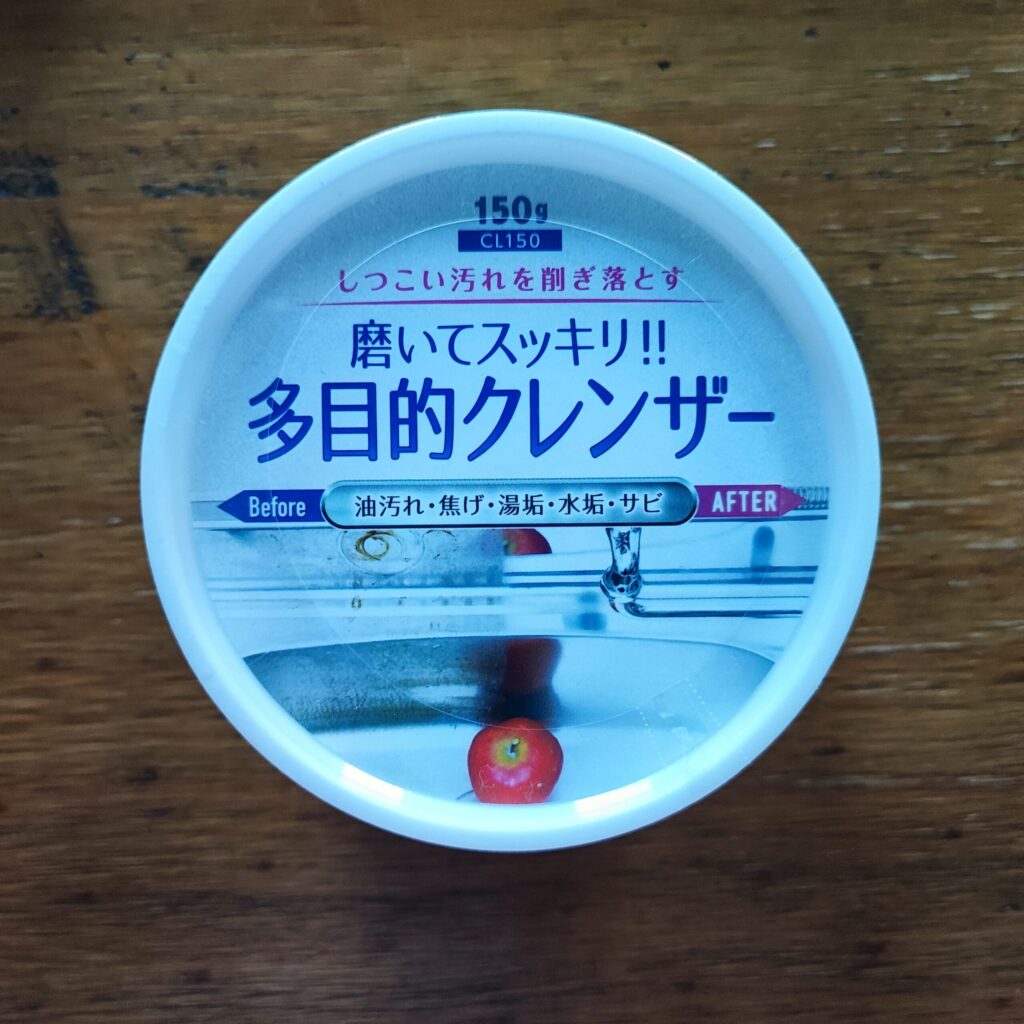 150g
CL150
しつこい汚れを削ぎ落とす
磨いてスッキリ!!
多目的クレンザー
Before 油汚れ・焦げ・湯垢・水垢・サビ AFTER